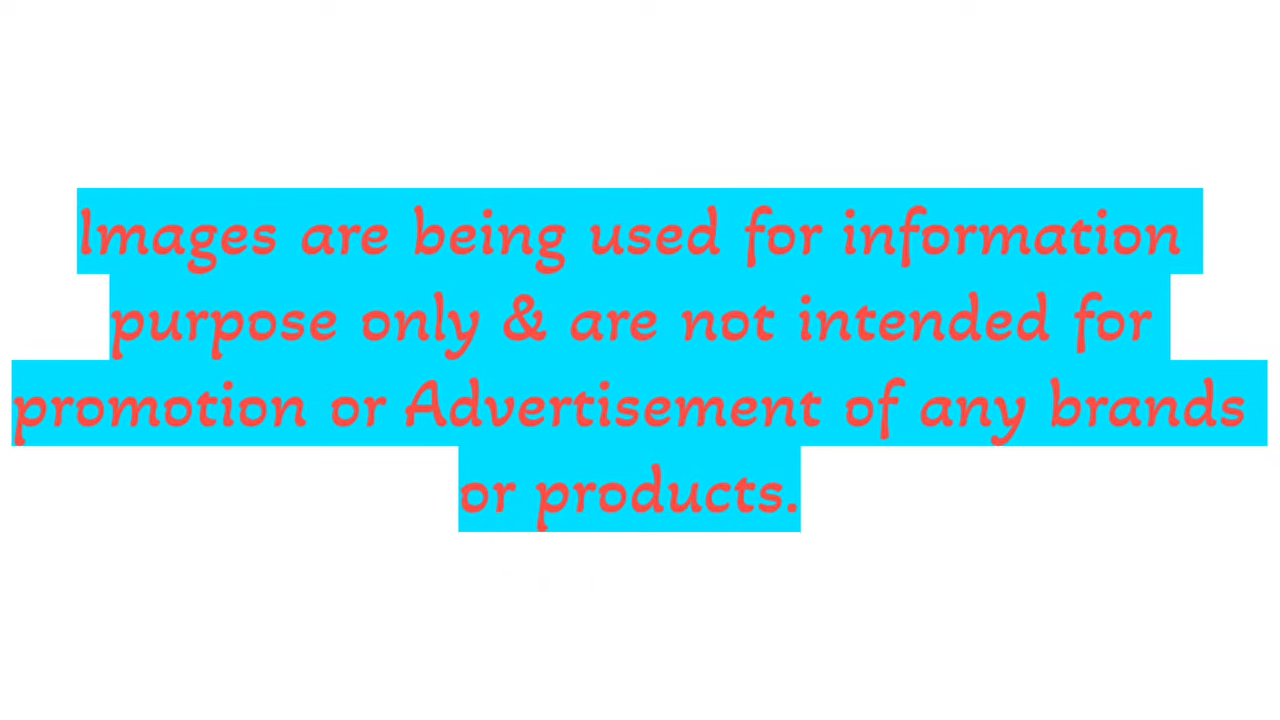 Images are being used for information
purpose only & are not intended for
promotion or Advertisement of any brands
or products.